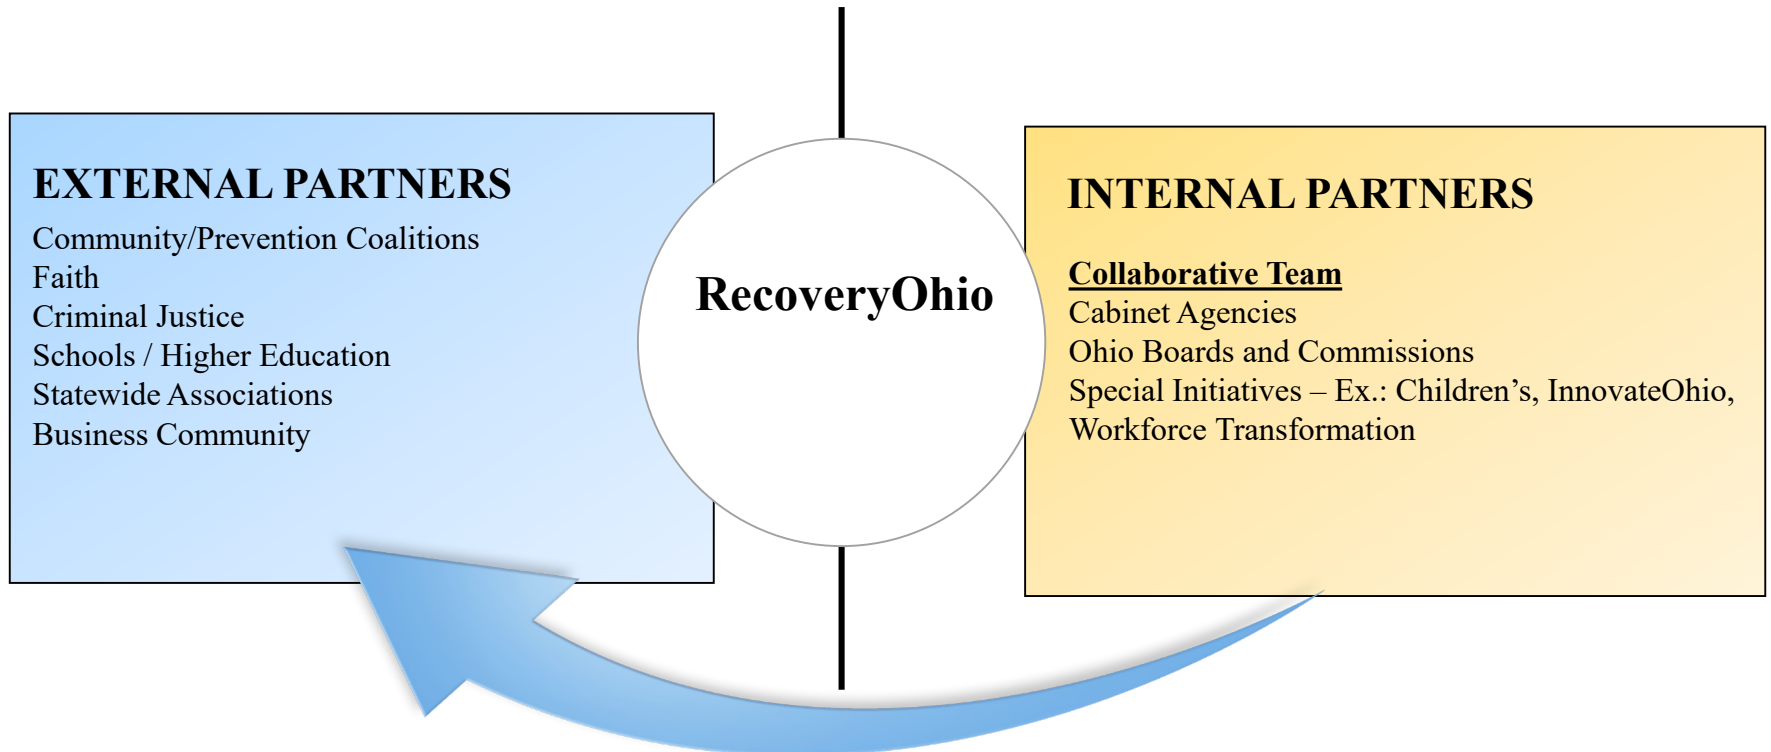 EXTERNAL PARTNERS
Community/Prevention Coalitions
Faith
Criminal Justice
Schools / Higher Education
Statewide Associations
Business Community
RecoveryOhio
INTERNAL PARTNERS
Collaborative Team
Cabinet Agencies
Ohio Boards and Commissions
Special Initiatives – Ex.: Children’s, InnovateOhio,
Workforce Transformation